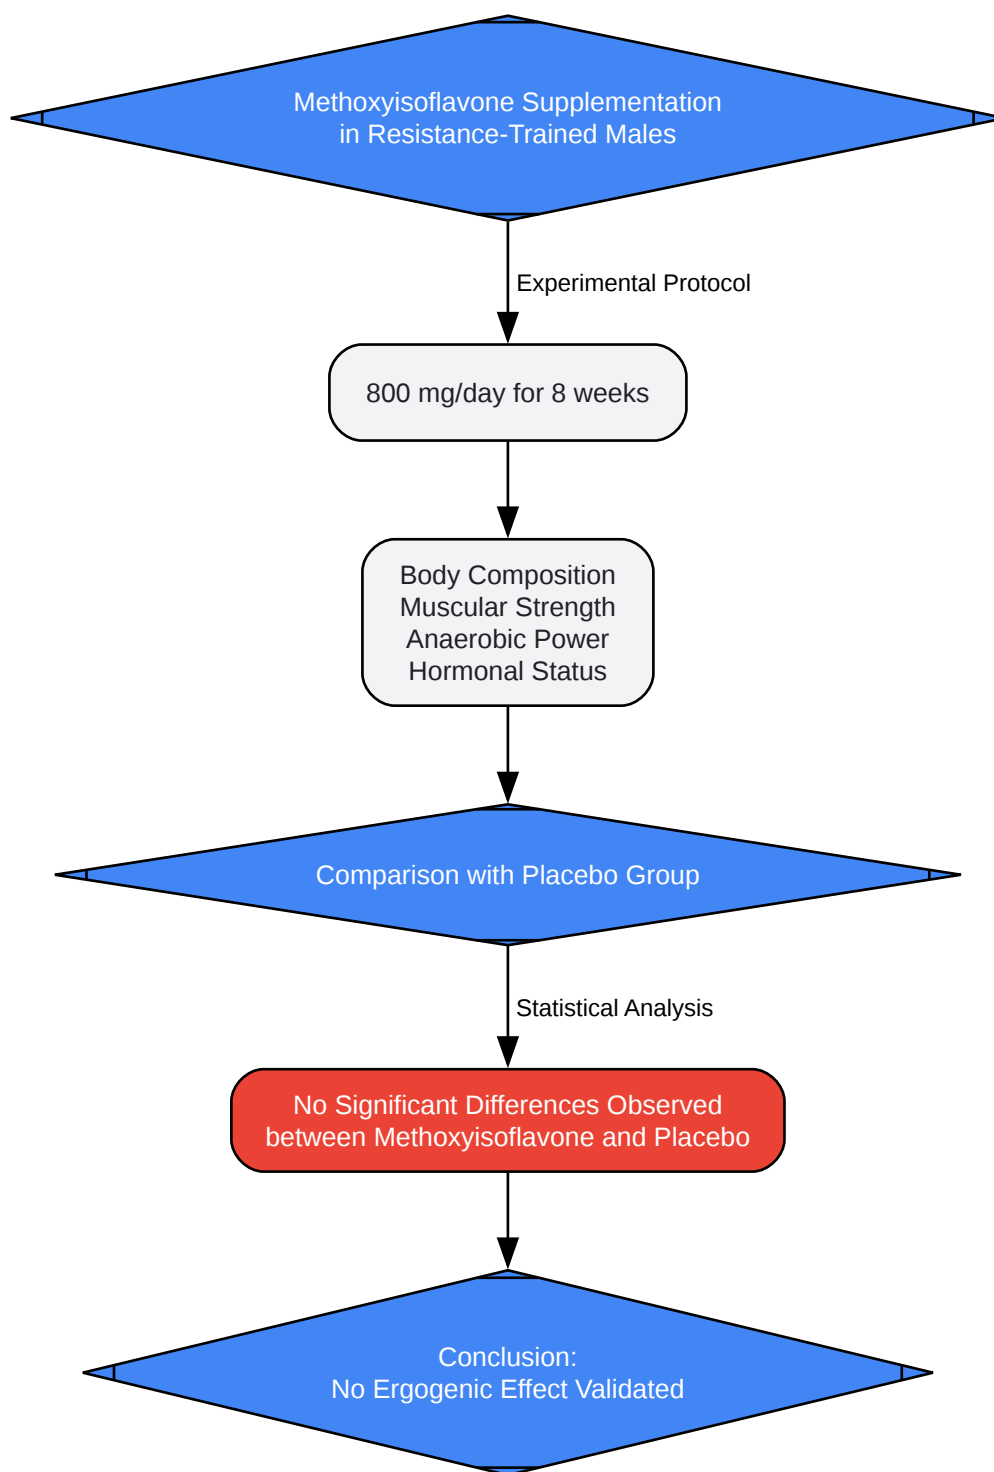 Methoxyisoflavone Supplementation
in Resistance-Trained Males
Experimental Protocol
800 mg/day for 8 weeks
Body Composition
Muscular Strength
Anaerobic Power
Hormonal Status
Comparison with Placebo Group
Statistical Analysis
No Significant Differences Observed
between Methoxyisoflavone and Placebo
Conclusion:
No Ergogenic Effect Validated